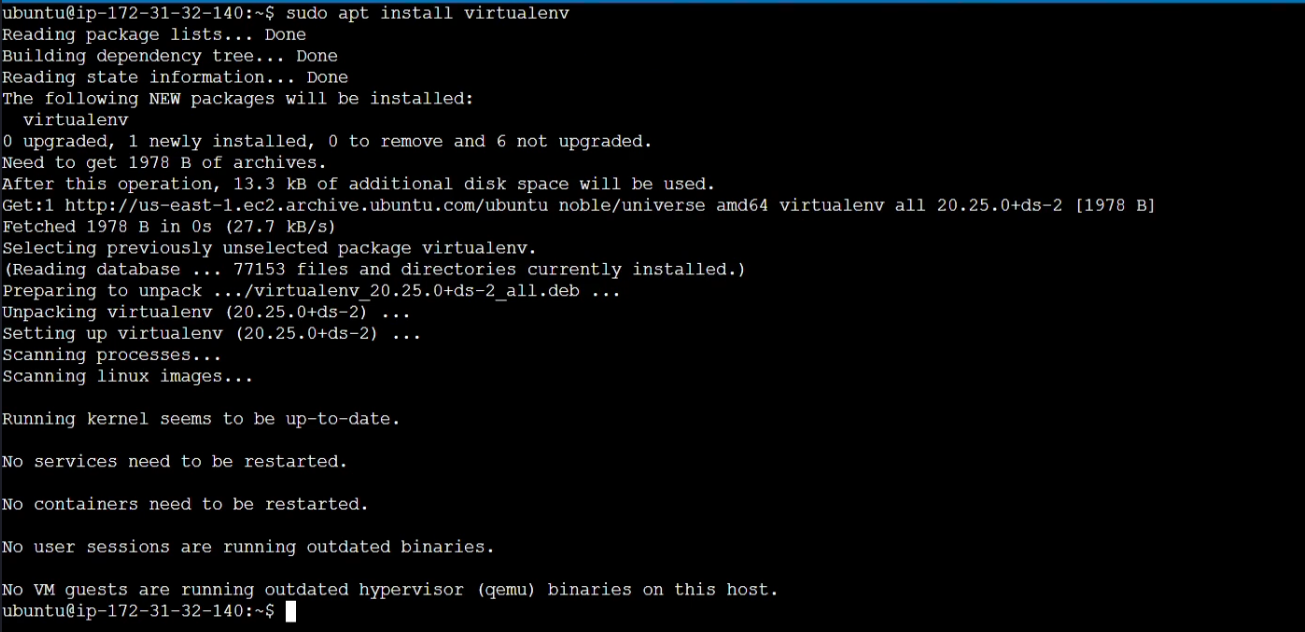 ubuntu@ip-172-31-32-140:~$ sudo apt install virtualenv
Reading package lists... Done
Building dependency tree... Done
Reading state information... Done
The following NEW packages will be installed:
  virtualenv
0 upgraded, 1 newly installed, 0 to remove and 6 not upgraded.
Need to get 1978 B of archives.
After this operation, 13.3 kB of additional disk space will be used.
Get:1 http://us-east-1.ec2.archive.ubuntu.com/ubuntu noble/universe amd64 virtualenv all 20.25.0+ds-2 [1978 B]
Fetched 1978 B in 0s (27.7 kB/s)
Selecting previously unselected package virtualenv.
(Reading database ... 77153 files and directories currently installed.)
Preparing to unpack .../virtualenv_20.25.0+ds-2_all.deb ...
Unpacking virtualenv (20.25.0+ds-2) ...
Setting up virtualenv (20.25.0+ds-2) ...
Scanning processes...
Scanning linux images...

Running kernel seems to be up-to-date.

No services need to be restarted.

No containers need to be restarted.

No user sessions are running outdated binaries.

No VM guests are running outdated hypervisor (qemu) binaries on this host.
ubuntu@ip-172-31-32-140:~$